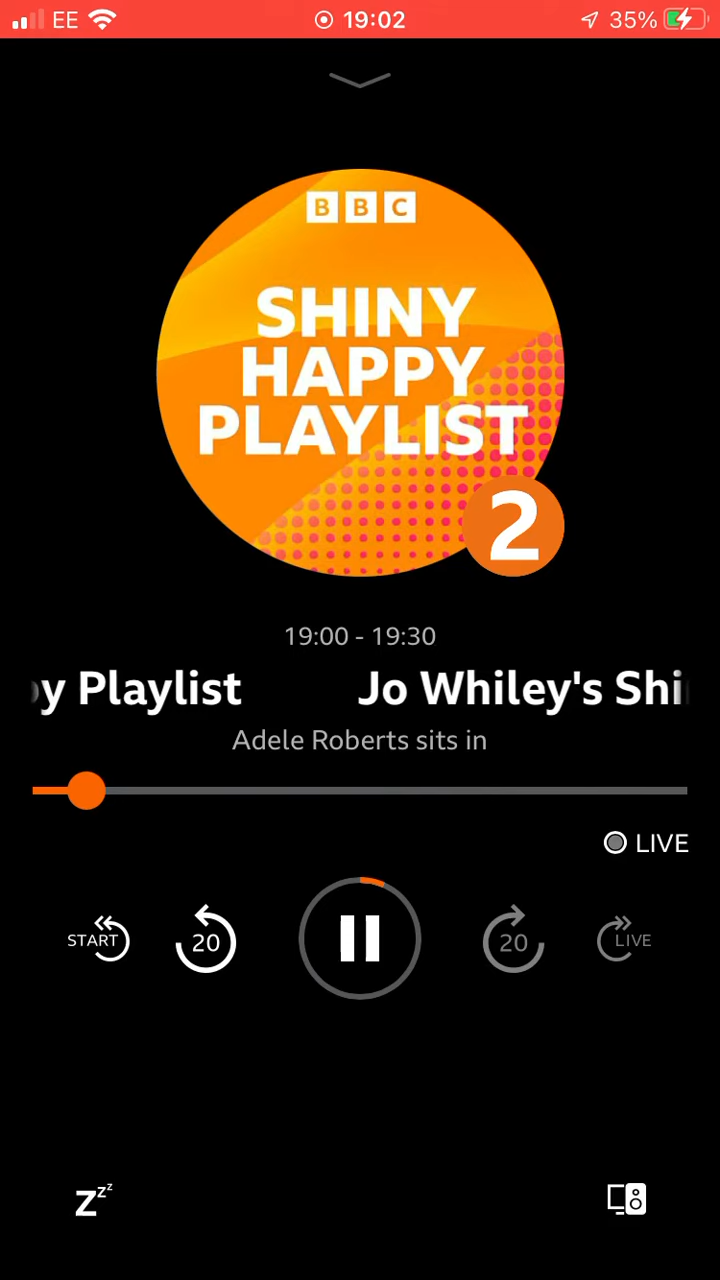 EE 19:02 35%
BBC
SHINY
HAPPY
PLAYLIST
2
19:00 - 19:30
y Playlist Jo Whiley's Shi
Adele Roberts sits in
LIVE
START 20 20 LIVE
Zzz